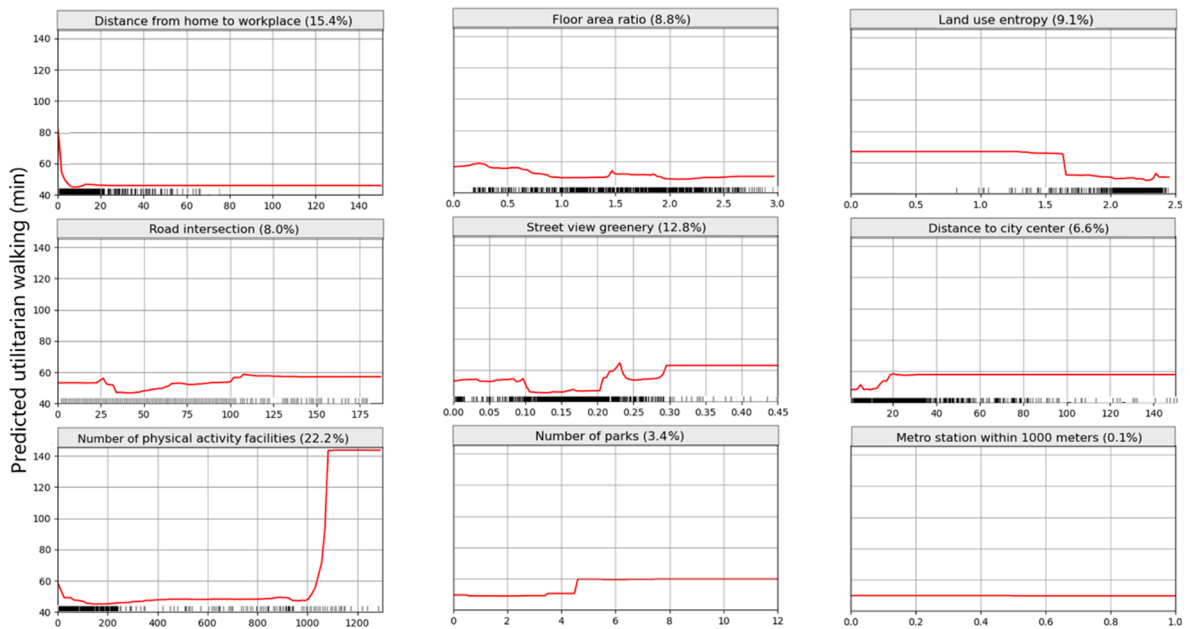 Predicted utilitarian walking (min)
Distance from home to workplace (15.4%)
140
120
100
80
60
40
0 20 40 60 80 100 120 140
Floor area ratio (8.8%)
0.0 0.5 1.0 1.5 2.0 2.5 3.0
Land use entropy (9.1%)
0.0 0.5 1.0 1.5 2.0 2.5
Road intersection (8.0%)
140
120
100
80
60
40
0 25 50 75 100 125 150 175
Street view greenery (12.8%)
0.00 0.05 0.10 0.15 0.20 0.25 0.30 0.35 0.40 0.45
Distance to city center (6.6%)
20 40 60 80 100 120 140
Number of physical activity facilities (22.2%)
140
120
100
80
60
40
0 200 400 600 800 1000 1200
Number of parks (3.4%)
0 2 4 6 8 10 12
Metro station within 1000 meters (0.1%)
0.0 0.2 0.4 0.6 0.8 1.0